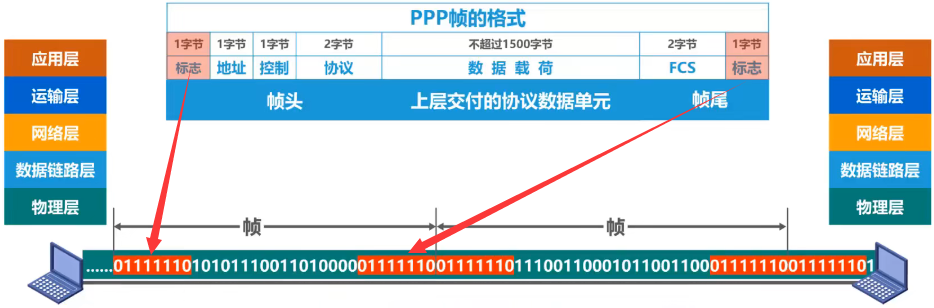 PPP帧的格式
1字节 1字节 1字节 2字节 不超过1500字节 2字节 1字节
标志 地址 控制 协议 数据载荷 FCS 标志
帧头 上层交付的协议数据单元 帧尾
应用层
运输层
网络层
数据链路层
物理层
应用层
运输层
网络层
数据链路层
物理层
帧 帧
......011111101010111001101000001111110011111101110011000101100110001111110011111101